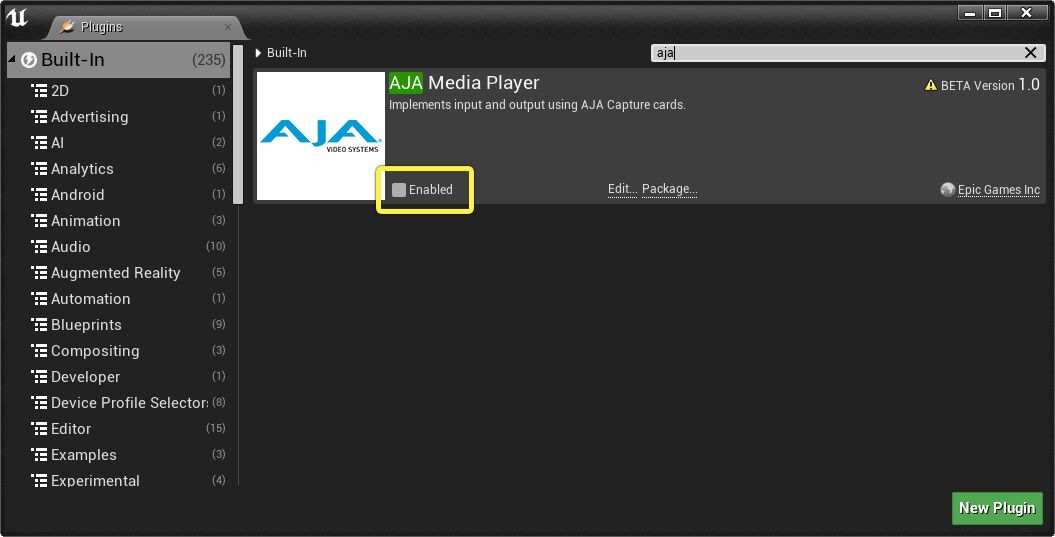 Plugins
Built-In (235)
2D (1)
Advertising (1)
AI (2)
Analytics (6)
Android (1)
Animation (3)
Audio (10)
Augmented Reality (5)
Automation (1)
Blueprints (9)
Compositing (3)
Developer (1)
Device Profile Selectors (8)
Editor (15)
Examples (3)
Experimental (4)
Built-In
aja
AJA Media Player
BETA Version 1.0
Implements input and output using AJA Capture cards.
AJA
VIDEO SYSTEMS
Enabled
Edit... Package...
Epic Games Inc
New Plugin